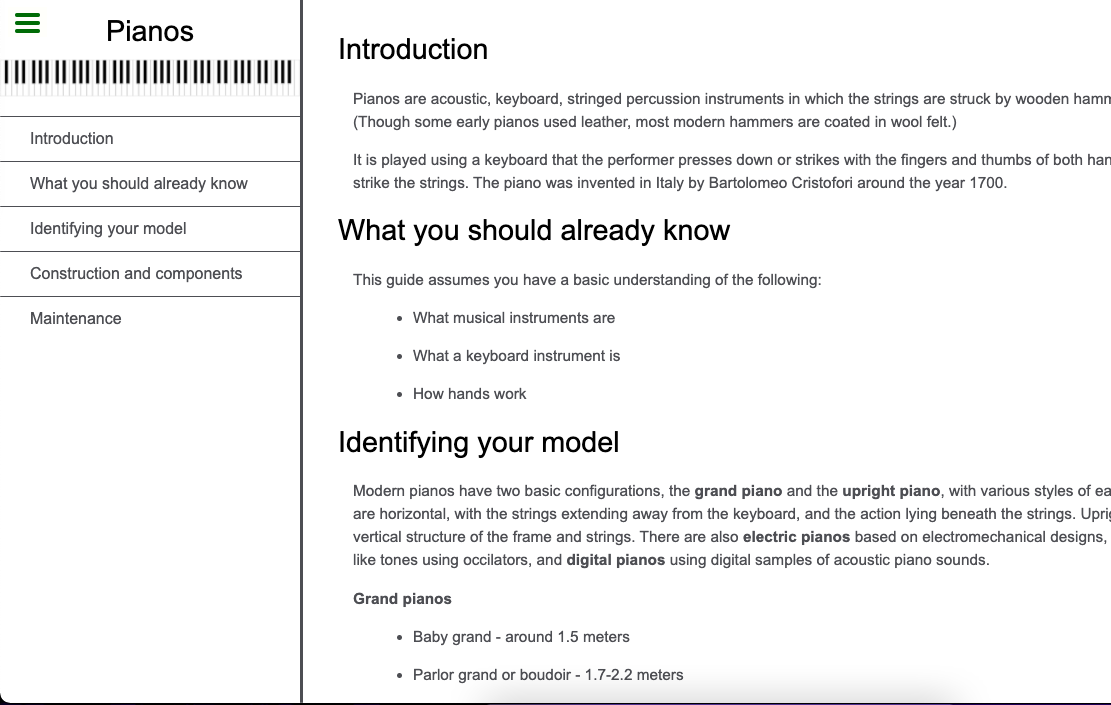 Pianos
Introduction
What you should already know
Identifying your model
Construction and components
Maintenance
Introduction
Pianos are acoustic, keyboard, stringed percussion instruments in which the strings are struck by wooden
(Though some early pianos used leather, most modern hammers are coated in wool felt.)
It is played using a keyboard that the performer presses down or strikes with the fingers and thumbs of both
strike the strings. The piano was invented in Italy by Bartolomeo Cristofori around the year 1700.
What you should already know
This guide assumes you have a basic understanding of the following:
• What musical instruments are
• What a keyboard instrument is
• How hands work
Identifying your model
Modern pianos have two basic configurations, the grand piano and the upright piano, with various styles of
are horizontal, with the strings extending away from the keyboard, and the action lying beneath the strings.
vertical structure of the frame and strings. There are also electric pianos based on electromechanical designs,
like tones using occilators, and digital pianos using digital samples of acoustic piano sounds.
Grand pianos
• Baby grand - around 1.5 meters
• Parlor grand or boudoir - 1.7-2.2 meters